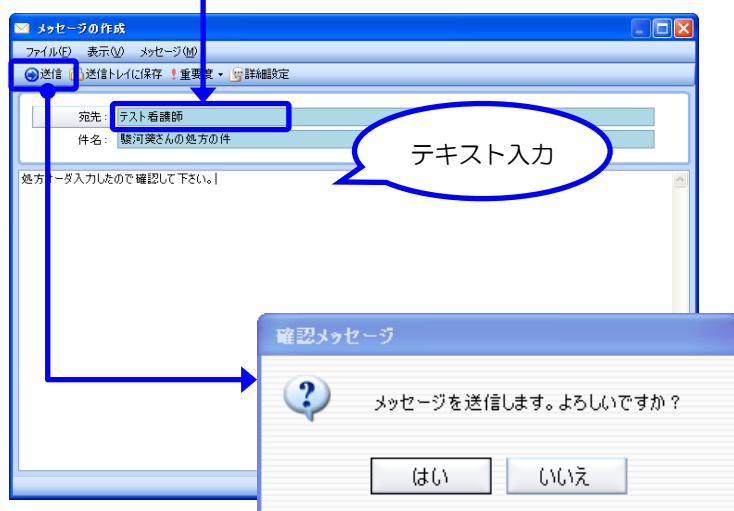 メッセージの作成
ファイル(F) 表示(V) メッセージ(M)
送信 送信トレイに保存 重要度 詳細設定
宛先： テスト看護師
件名： 駿河葵さんの処方の件
テキスト入力
処方オーダ入力したので確認して下さい。
確認メッセージ
メッセージを送信します。よろしいですか？
はい いいえ